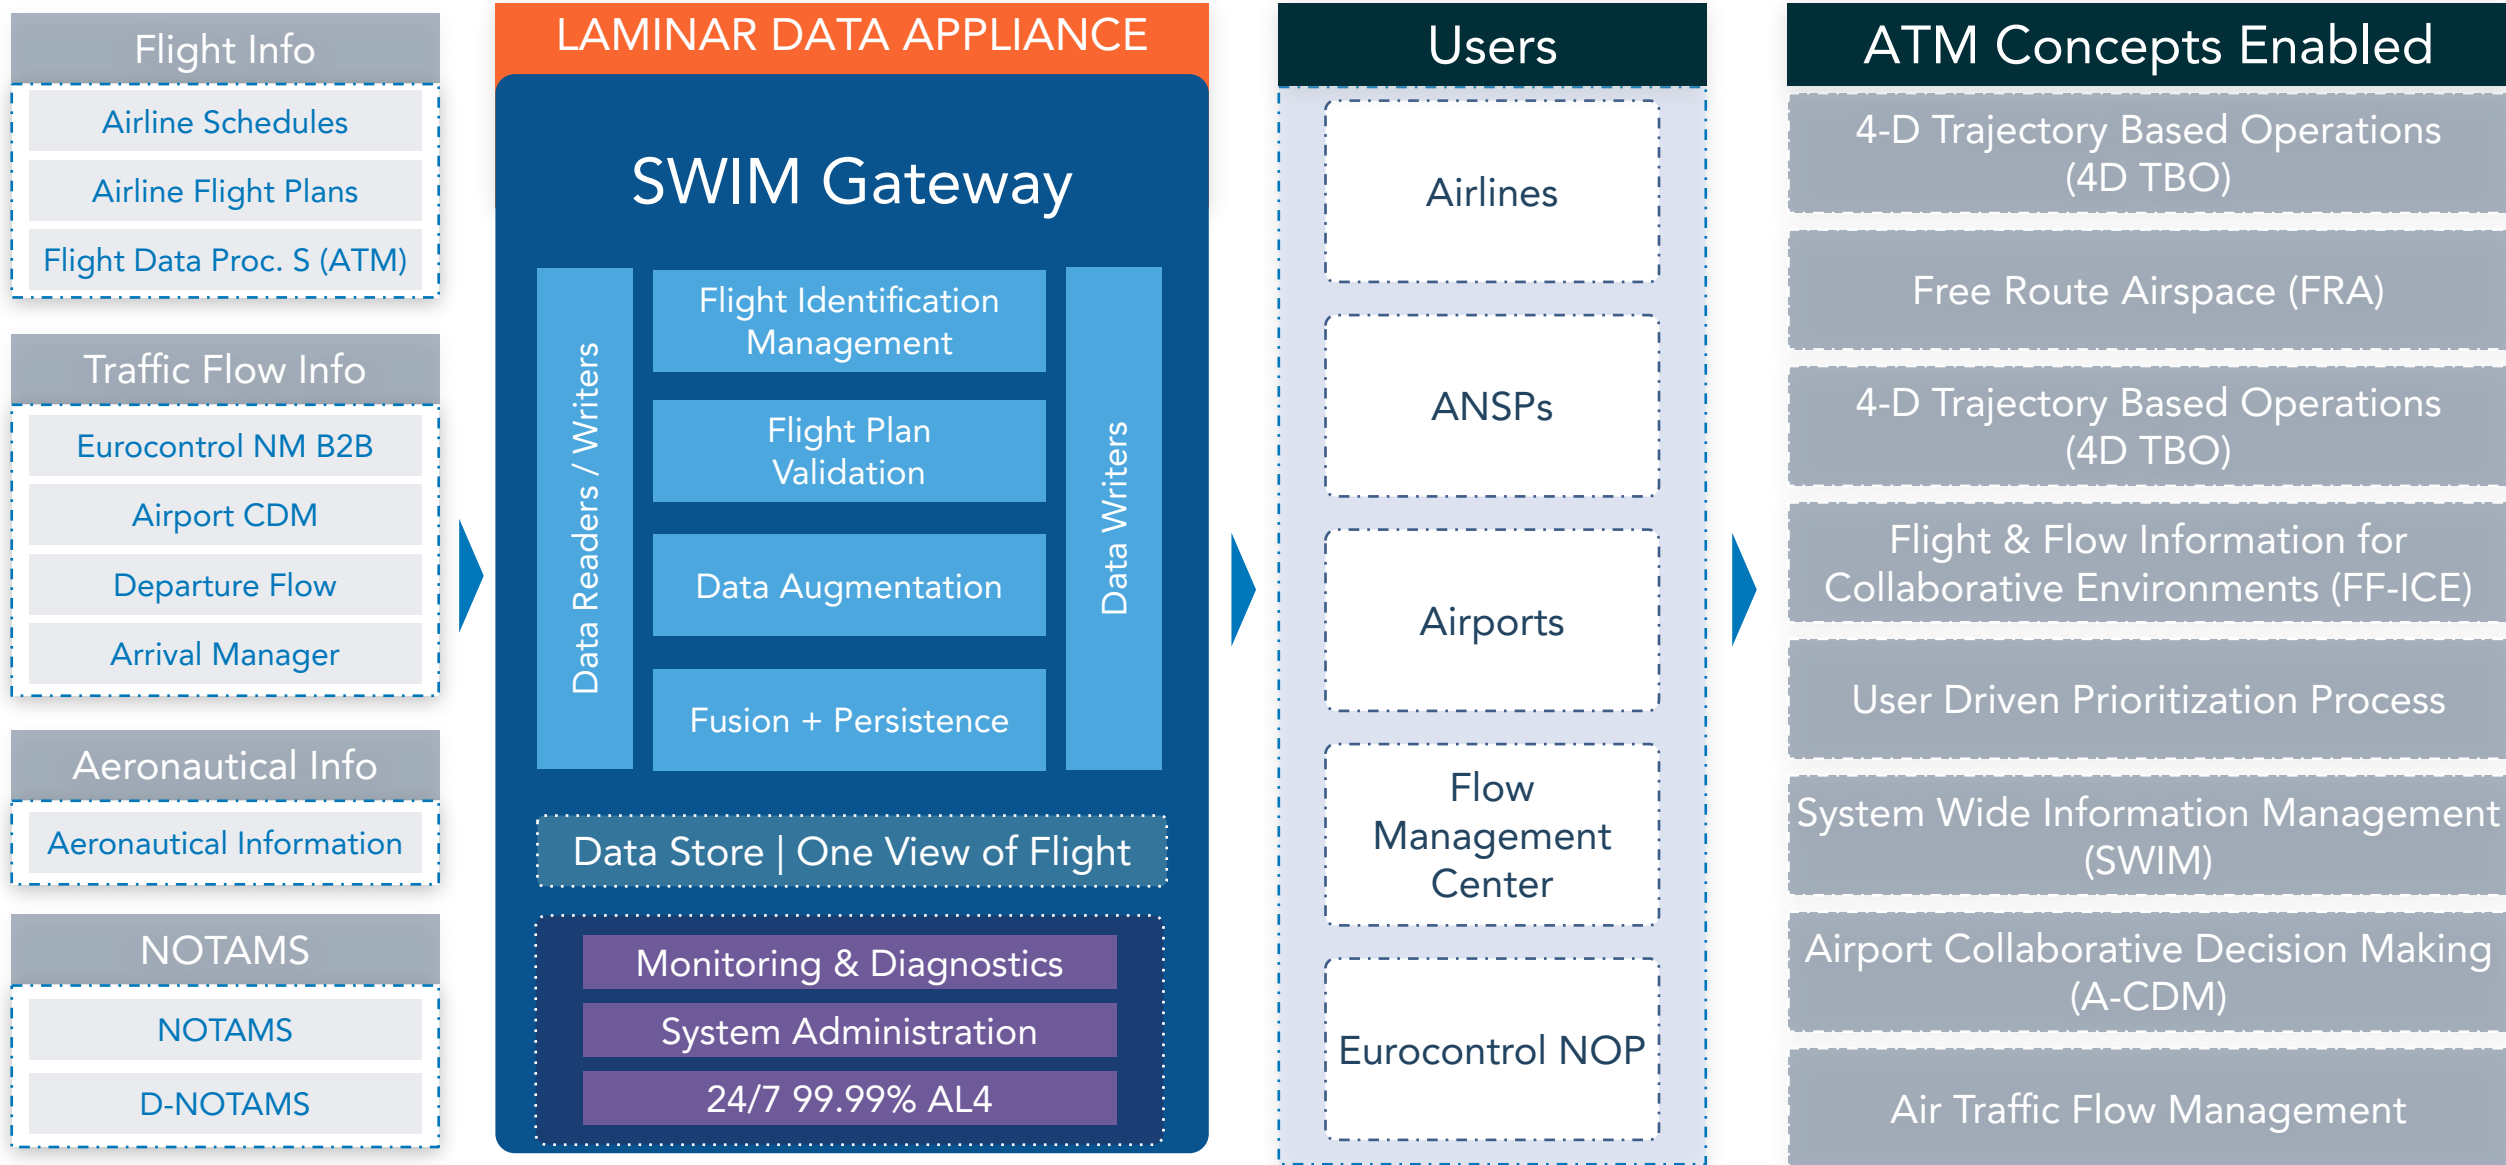 Flight Info
Airline Schedules
Airline Flight Plans
Flight Data Proc. S (ATM)
Traffic Flow Info
Eurocontrol NM B2B
Airport CDM
Departure Flow
Arrival Manager
Aeronautical Info
Aeronautical Information
NOTAMS
NOTAMS
D-NOTAMS
LAMINAR DATA APPLIANCE
SWIM Gateway
Data Readers / Writers
Flight Identification
Management
Flight Plan
Validation
Data Augmentation
Fusion + Persistence
Data Writers
Data Store | One View of Flight
Monitoring & Diagnostics
System Administration
24/7 99.99% AL4
Users
Airlines
ANSPs
Airports
Flow
Management
Center
Eurocontrol NOP
ATM Concepts Enabled
4-D Trajectory Based Operations
(4D TBO)
Free Route Airspace (FRA)
4-D Trajectory Based Operations
(4D TBO)
Flight & Flow Information for
Collaborative Environments (FF-ICE)
User Driven Prioritization Process
System Wide Information Management
(SWIM)
Airport Collaborative Decision Making
(A-CDM)
Air Traffic Flow Management